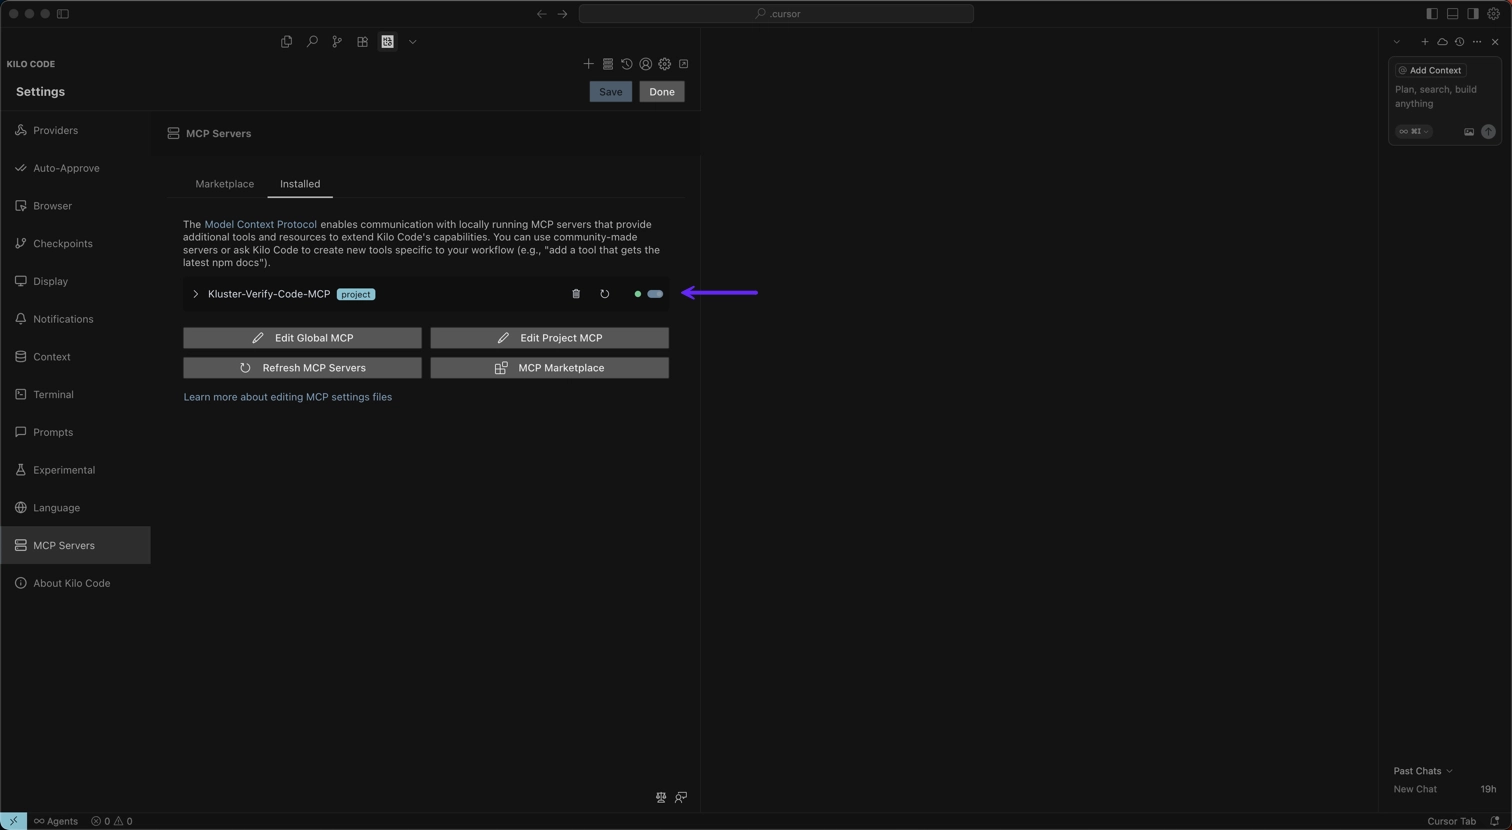 .cursor
KILO CODE
Settings
Save
Done
Providers
Auto-Approve
Browser
Checkpoints
Display
Notifications
Context
Terminal
Prompts
Experimental
Language
MCP Servers
About Kilo Code
MCP Servers
Marketplace
Installed
The Model Context Protocol enables communication with locally running MCP servers that provide
additional tools and resources to extend Kilo Code's capabilities. You can use community-made
servers or ask Kilo Code to create new tools specific to your workflow (e.g., "add a tool that gets the
latest npm docs").
Kluster-Verify-Code-MCP project
Edit Global MCP
Edit Project MCP
Refresh MCP Servers
MCP Marketplace
Learn more about editing MCP settings files
@ Add Context
Plan, search, build
anything
∞ ⌘I
Past Chats
New Chat 19h
∞ Agents
0 0
Cursor Tab